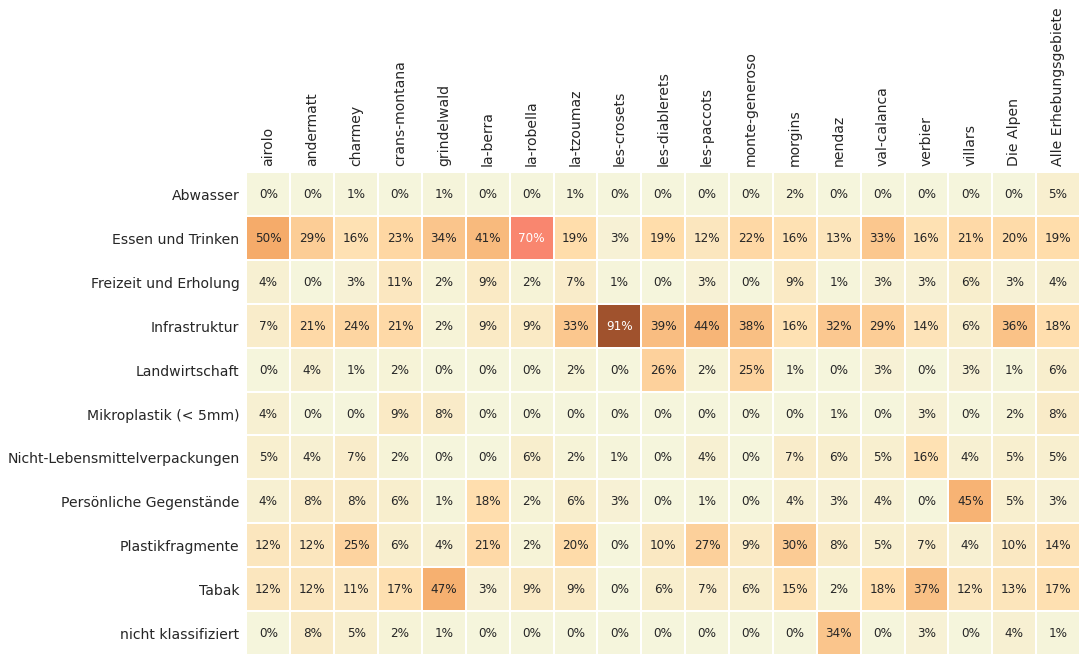 airolo andermatt charmey crans-montana grindelwald la-berra la-robella la-tzoumaz les-crosets les-diablerets les-paccots monte-generoso morgins nendaz val-calanca verbier villars Die Alpen Alle Erhebungsgebiete
Abwasser 0% 0% 1% 0% 1% 0% 0% 1% 0% 0% 0% 0% 2% 0% 0% 0% 0% 0% 5%
Essen und Trinken 50% 29% 16% 23% 34% 41% 70% 19% 3% 19% 12% 22% 16% 13% 33% 16% 21% 20% 19%
Freizeit und Erholung 4% 0% 3% 11% 2% 9% 2% 7% 1% 0% 3% 0% 9% 1% 3% 3% 6% 3% 4%
Infrastruktur 7% 21% 24% 21% 2% 9% 9% 33% 91% 39% 44% 38% 16% 32% 29% 14% 6% 36% 18%
Landwirtschaft 0% 4% 1% 2% 0% 0% 0% 2% 0% 26% 2% 25% 1% 0% 3% 0% 3% 1% 6%
Mikroplastik (< 5mm) 4% 0% 0% 9% 8% 0% 0% 0% 0% 0% 0% 0% 0% 1% 0% 3% 0% 2% 8%
Nicht-Lebensmittelverpackungen 5% 4% 7% 2% 0% 0% 6% 2% 1% 0% 4% 0% 7% 6% 5% 16% 4% 5% 5%
Persönliche Gegenstände 4% 8% 8% 6% 1% 18% 2% 6% 3% 0% 1% 0% 4% 3% 4% 0% 45% 5% 3%
Plastikfragmente 12% 12% 25% 6% 4% 21% 2% 20% 0% 10% 27% 9% 30% 8% 5% 7% 4% 10% 14%
Tabak 12% 12% 11% 17% 47% 3% 9% 9% 0% 6% 7% 6% 15% 2% 18% 37% 12% 13% 17%
nicht klassifiziert 0% 8% 5% 2% 1% 0% 0% 0% 0% 0% 0% 0% 0% 34% 0% 3% 0% 4% 1%